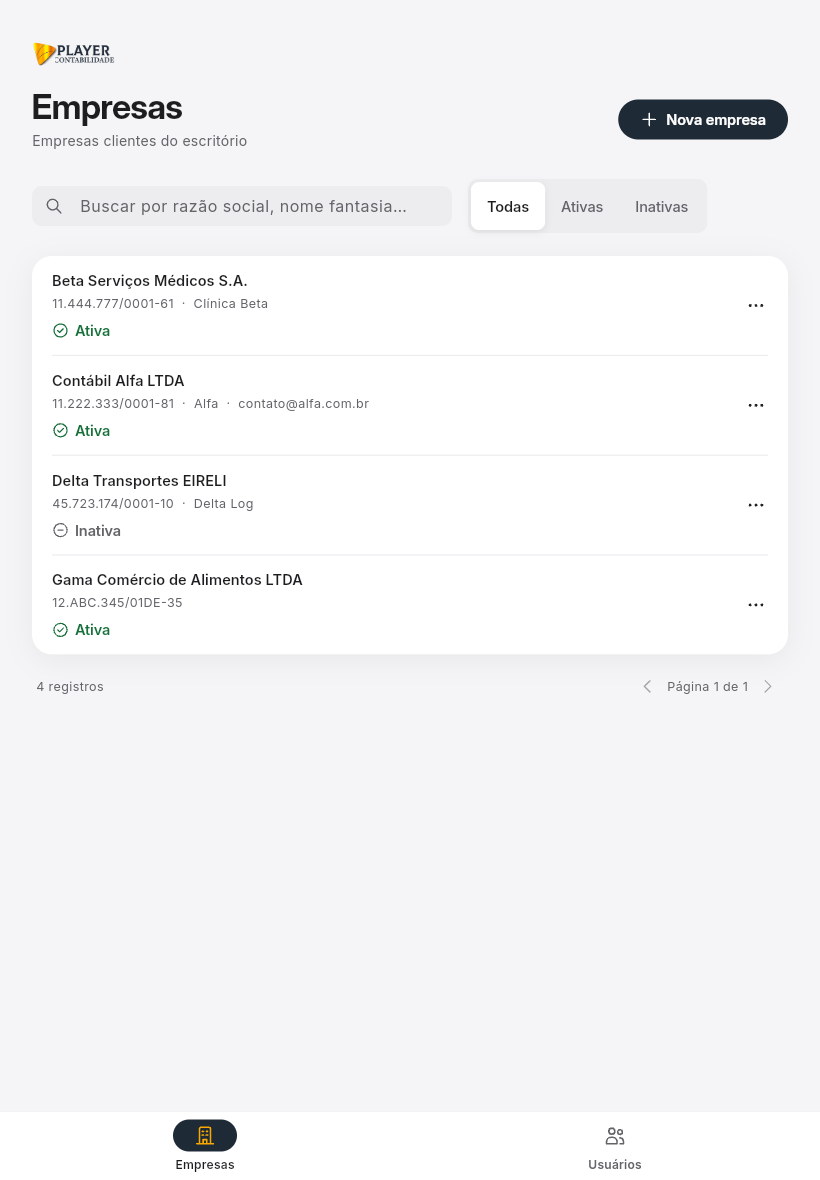 PLAYER
CONTABILIDADE
Empresas
Empresas clientes do escritório
Nova empresa
Buscar por razão social, nome fantasia...
Todas
Ativas
Inativas
Beta Serviços Médicos S.A.
11.444.777/0001-61 · Clínica Beta
Ativa
Contábil Alfa LTDA
11.222.333/0001-81 · Alfa · contato@alfa.com.br
Ativa
Delta Transportes EIRELI
45.723.174/0001-10 · Delta Log
Inativa
Gama Comércio de Alimentos LTDA
12.ABC.345/01DE-35
Ativa
4 registros
Página 1 de 1
Empresas
Usuários